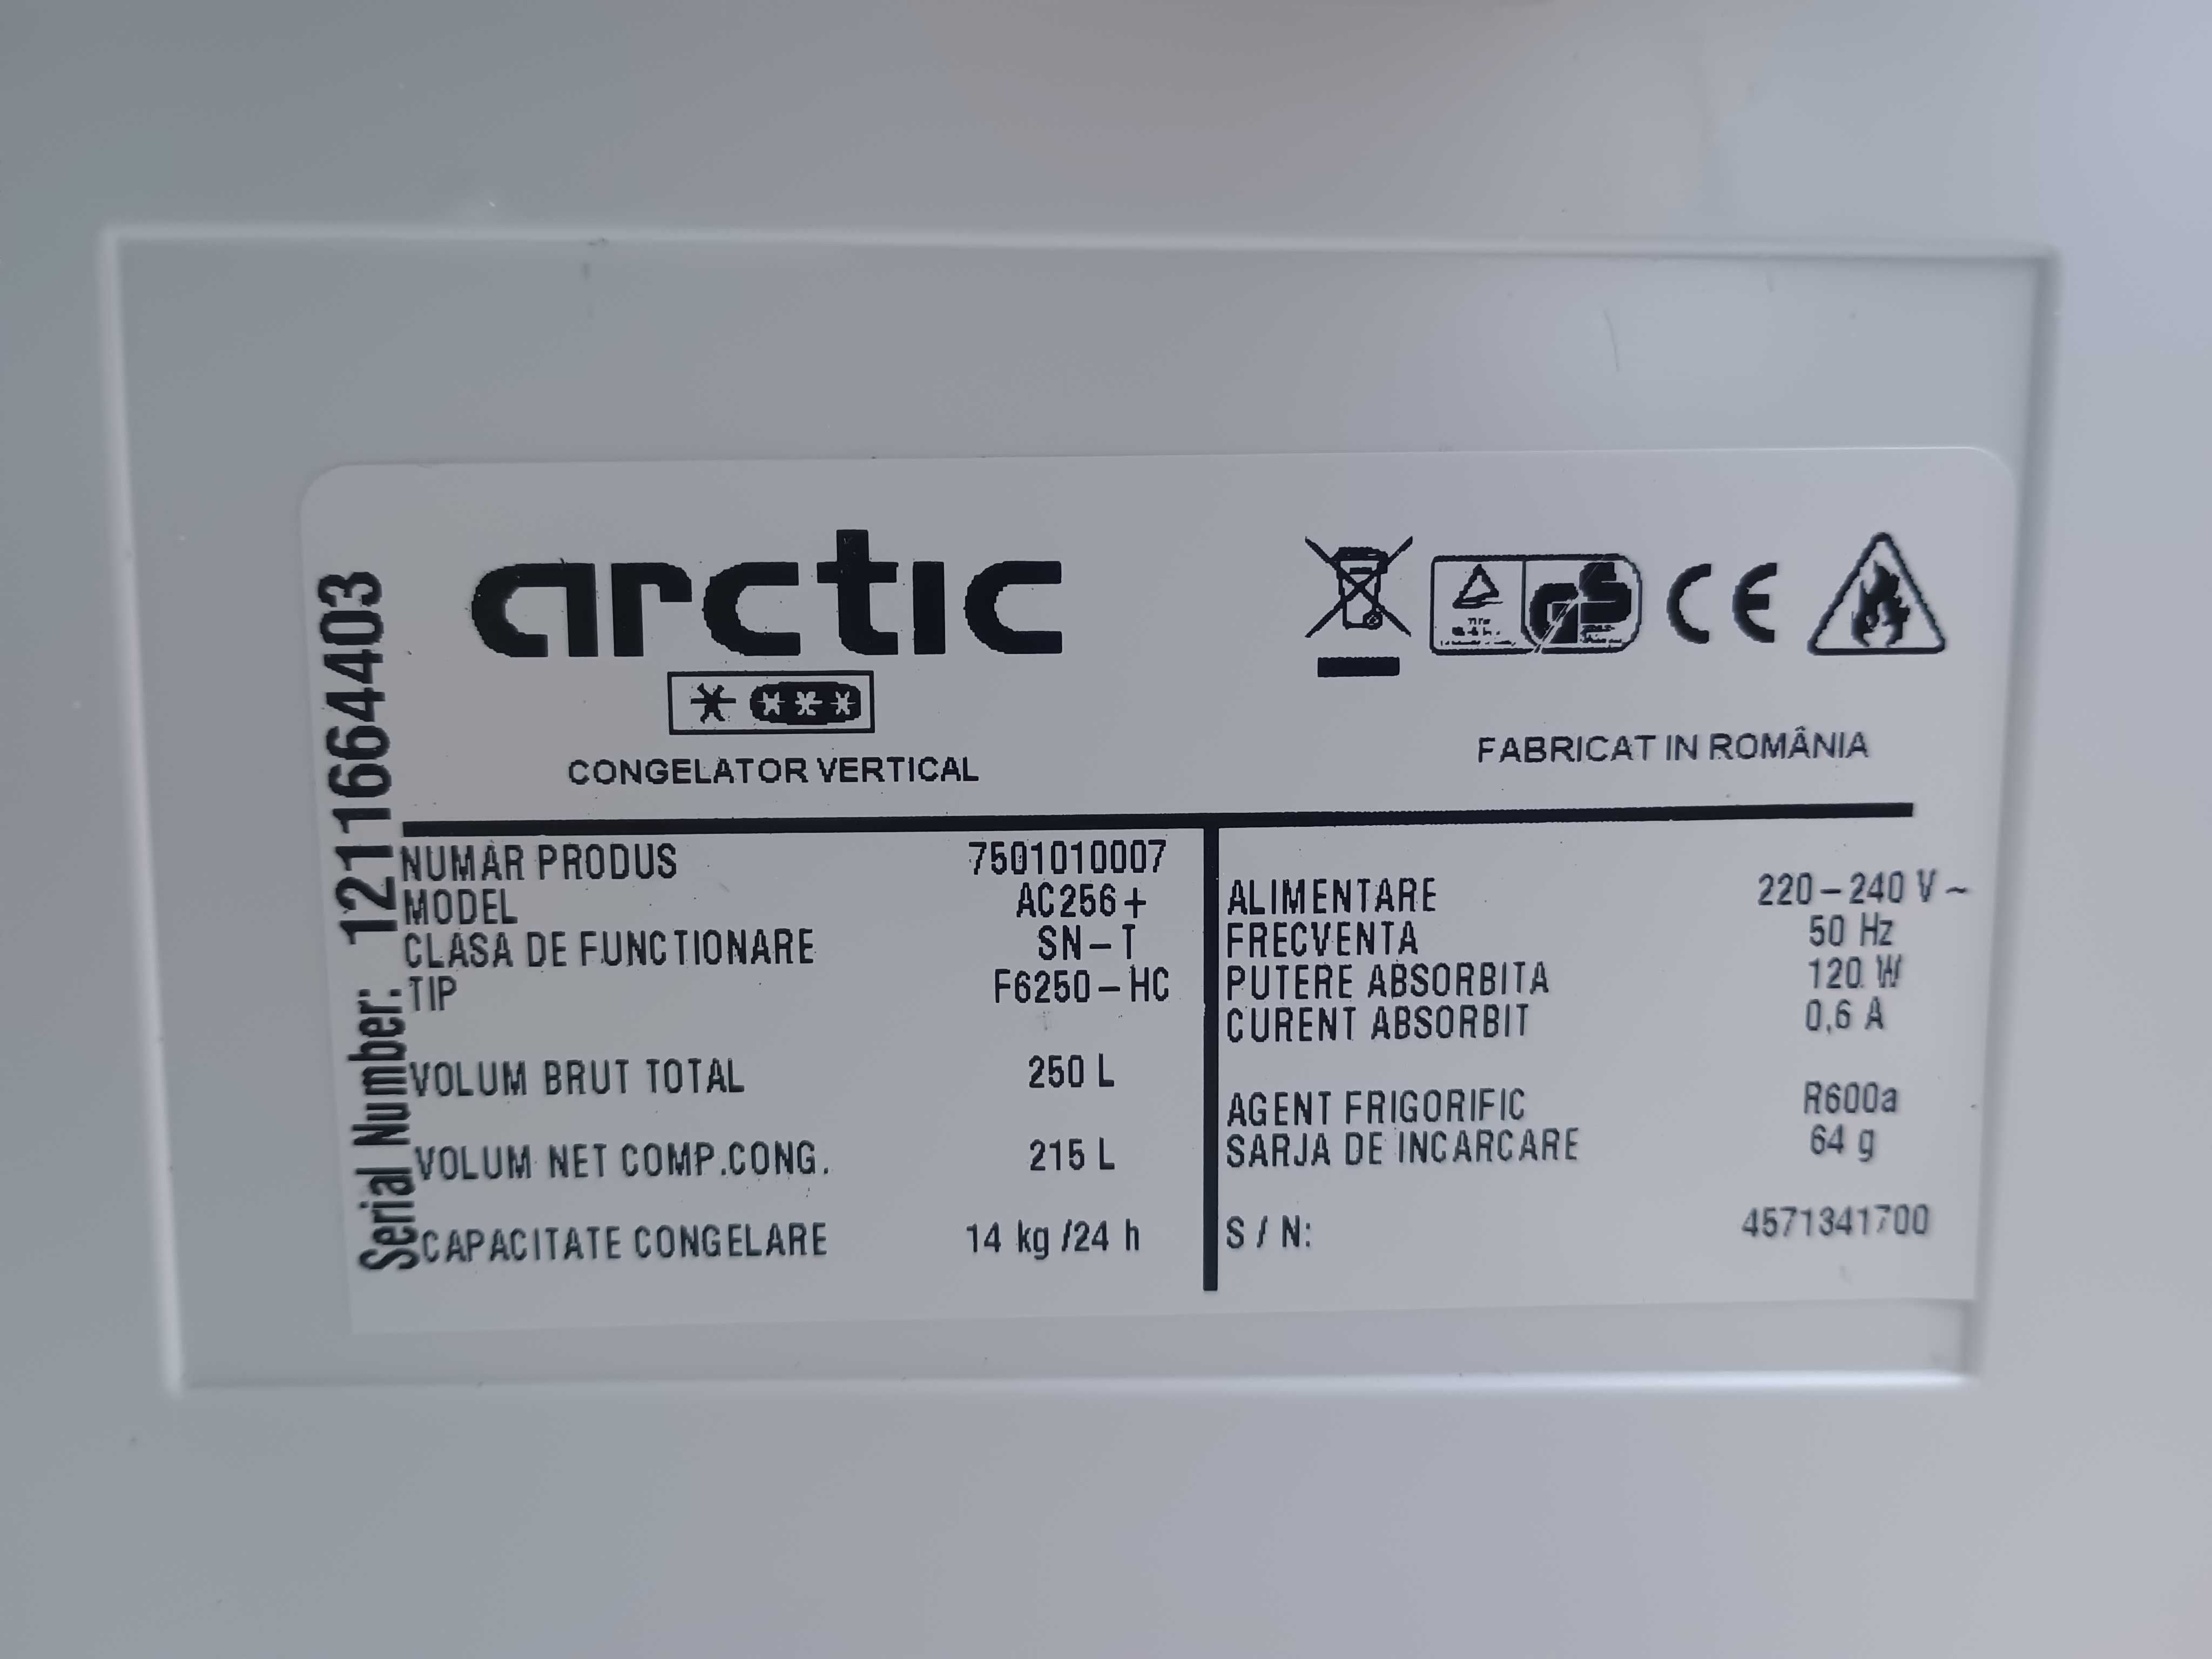 arctic
CONGELATOR VERTICAL
CE
FABRICAT IN ROMÂNIA
Serial Number: 1211664403
NUMAR PRODUS 7501010007
MODEL AC256+
CLASA DE FUNCTIONARE SN-T
TIP F6250-HC
VOLUM BRUT TOTAL 250 L
VOLUM NET COMP.CONG. 215 L
CAPACITATE CONGELARE 14 kg /24 h
ALIMENTARE 220-240 V ~
FRECVENTA 50 Hz
PUTERE ABSORBITA 120 W
CURENT ABSORBIT 0,6 A
AGENT FRIGORIFIC R600a
SARJA DE INCARCARE 64 g
S / N: 4571341700